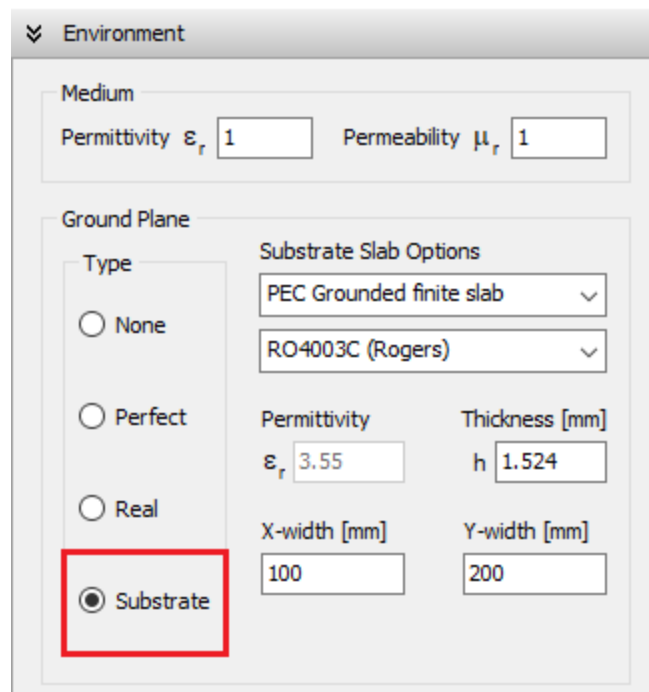 Environment
Medium
Permittivity εr 1 Permeability μr 1
Ground Plane
Type
None
Perfect
Real
Substrate
Substrate Slab Options
PEC Grounded finite slab
RO4003C (Rogers)
Permittivity Thickness [mm]
εr 3.55 h 1.524
X-width [mm] Y-width [mm]
100 200